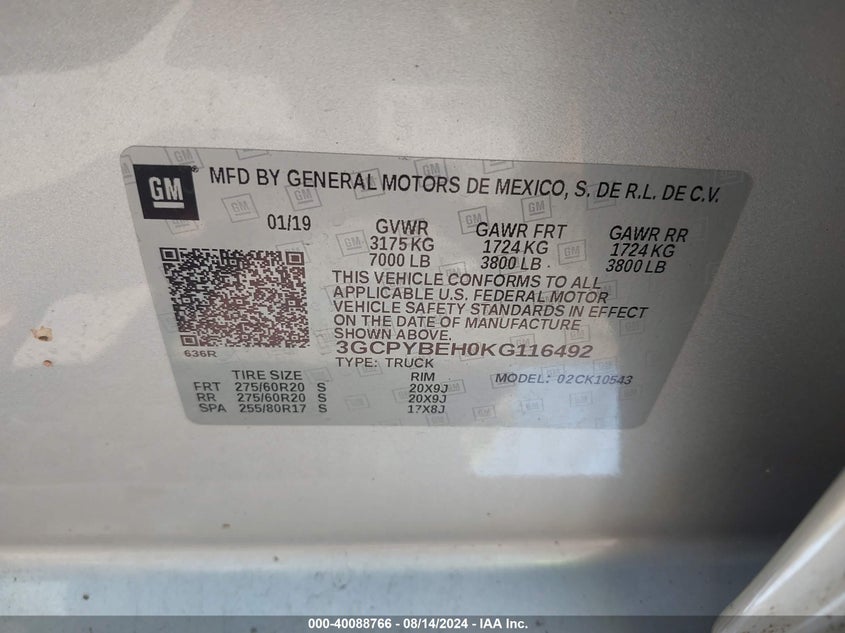 GM
MFD BY GENERAL MOTORS DE MEXICO, S. DE R.L. DE C.V.
01/19 GVWR GAWR FRT GAWR RR
3175 KG 1724 KG 1724 KG
7000 LB 3800 LB 3800 LB
THIS VEHICLE CONFORMS TO ALL
APPLICABLE U.S. FEDERAL MOTOR
VEHICLE SAFETY STANDARDS IN EFFECT
ON THE DATE OF MANUFACTURE
SHOWN ABOVE.
636R 3GCPYBEH0KG116492
TYPE: TRUCK
TIRE SIZE RIM MODEL: 02CK10543
FRT 275/60R20 S 20X9J
RR 275/60R20 S 20X9J
SPA 255/80R17 S 17X8J
000-40088766 - 08/14/2024 - IAA Inc.